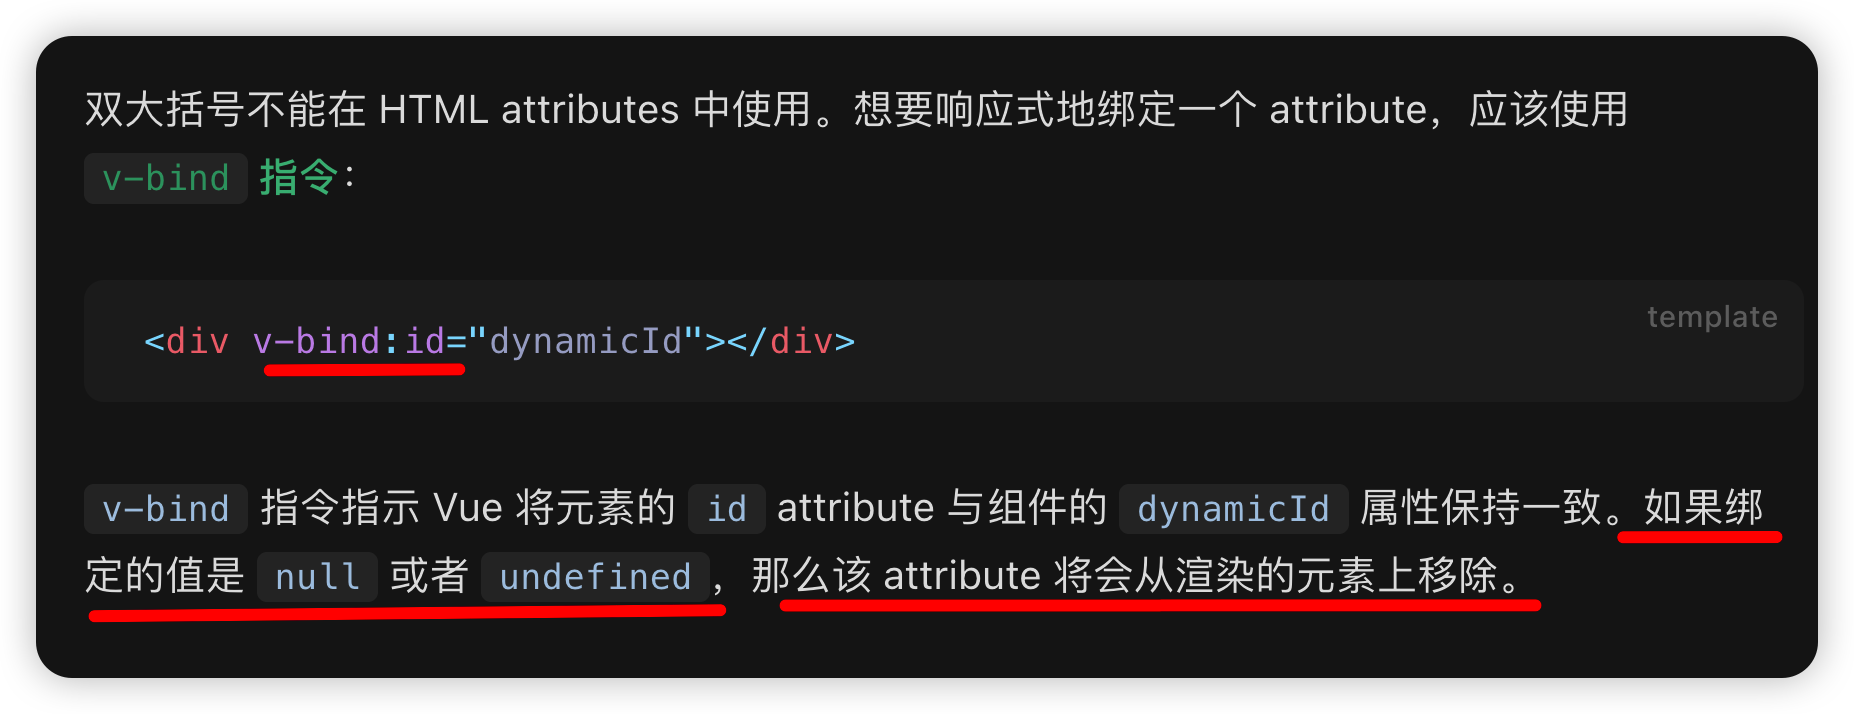 双大括号不能在 HTML attributes 中使用。想要响应式地绑定一个 attribute，应该使用
v-bind 指令：
template
<div v-bind:id="dynamicId"></div>
v-bind 指令指示 Vue 将元素的 id attribute 与组件的 dynamicId 属性保持一致。如果绑
定的值是 null 或者 undefined，那么该 attribute 将会从渲染的元素上移除。